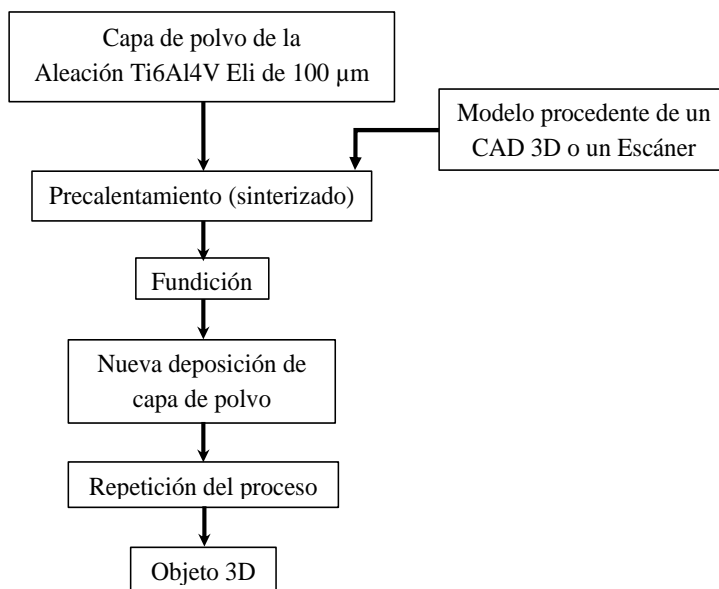 Capa de polvo de la
Aleación Ti6Al4V Eli de 100 µm
Modelo procedente de un
CAD 3D o un Escáner
Precalentamiento (sinterizado)
Fundición
Nueva deposición de
capa de polvo
Repetición del proceso
Objeto 3D